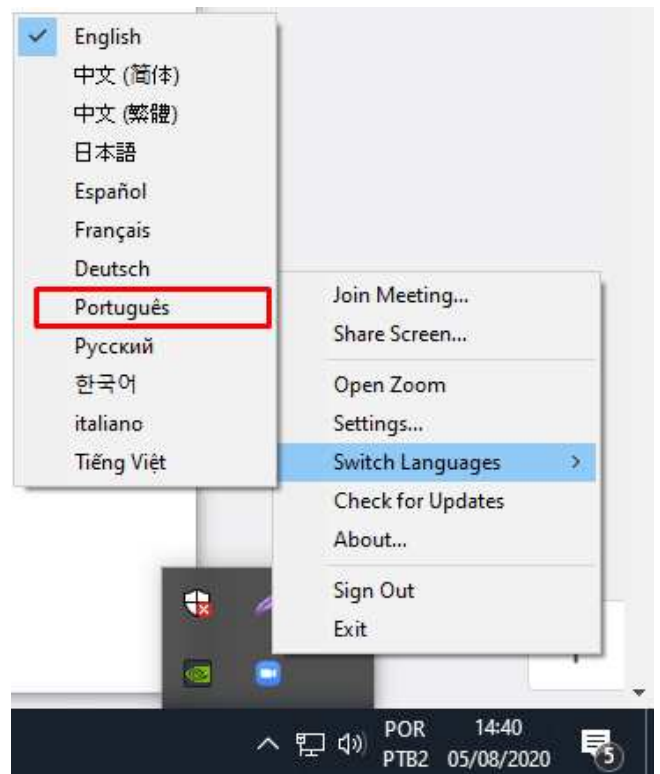 English
中文 (简体)
中文 (繁體)
日本語
Español
Français
Deutsch
Português
Русский
한국어
italiano
Tiếng Việt
Join Meeting...
Share Screen...
Open Zoom
Settings...
Switch Languages
Check for Updates
About...
Sign Out
Exit
POR 14:40
PTB2 05/08/2020
5